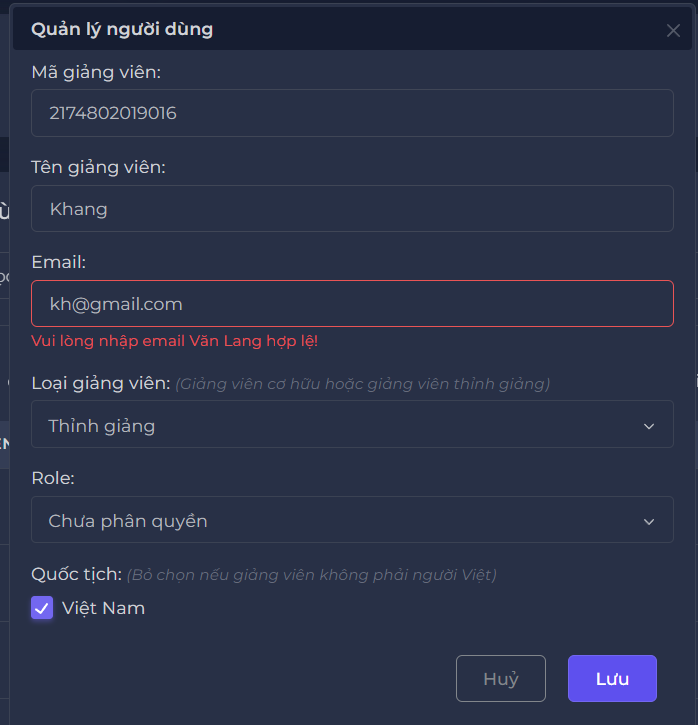 Quản lý người dùng
Mã giảng viên:
2174802019016
Tên giảng viên:
Khang
Email:
kh@gmail.com
Vui lòng nhập email Văn Lang hợp lệ!
Loại giảng viên: (Giảng viên cơ hữu hoặc giảng viên thỉnh giảng)
Thỉnh giảng
Role:
Chưa phân quyền
Quốc tịch: (Bỏ chọn nếu giảng viên không phải người Việt)
Việt Nam
Huỷ Lưu